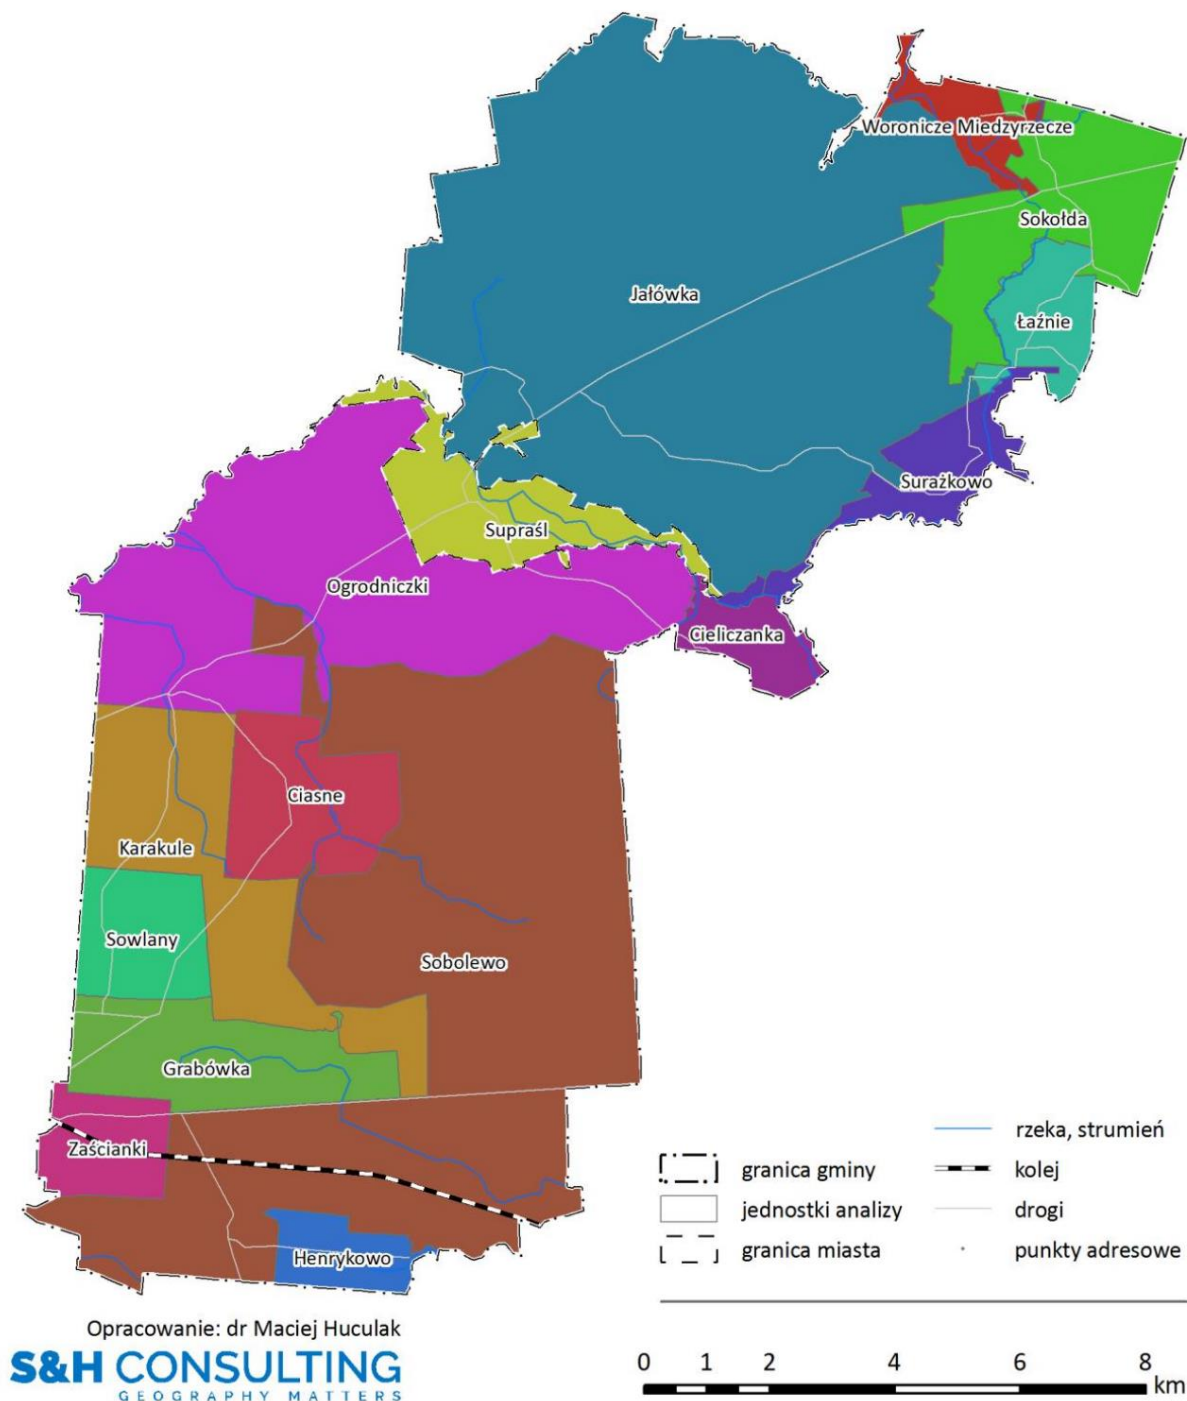 Woronicze Miedzyrzecze
Sokołda
Jałówka
Łaźnie
Surażkowo
Supraśl
Ogrodniczki
Cieliczanka
Ciasne
Karakule
Sowlany
Sobolewo
Grabówka
Zaścianki
Henrykowo
rzeka, strumień
granica gminy
kolej
jednostki analizy
drogi
granica miasta
punkty adresowe
Opracowanie: dr Maciej Huculak
S&H CONSULTING
GEOGRAPHY MATTERS
0 1 2 4 6 8
km